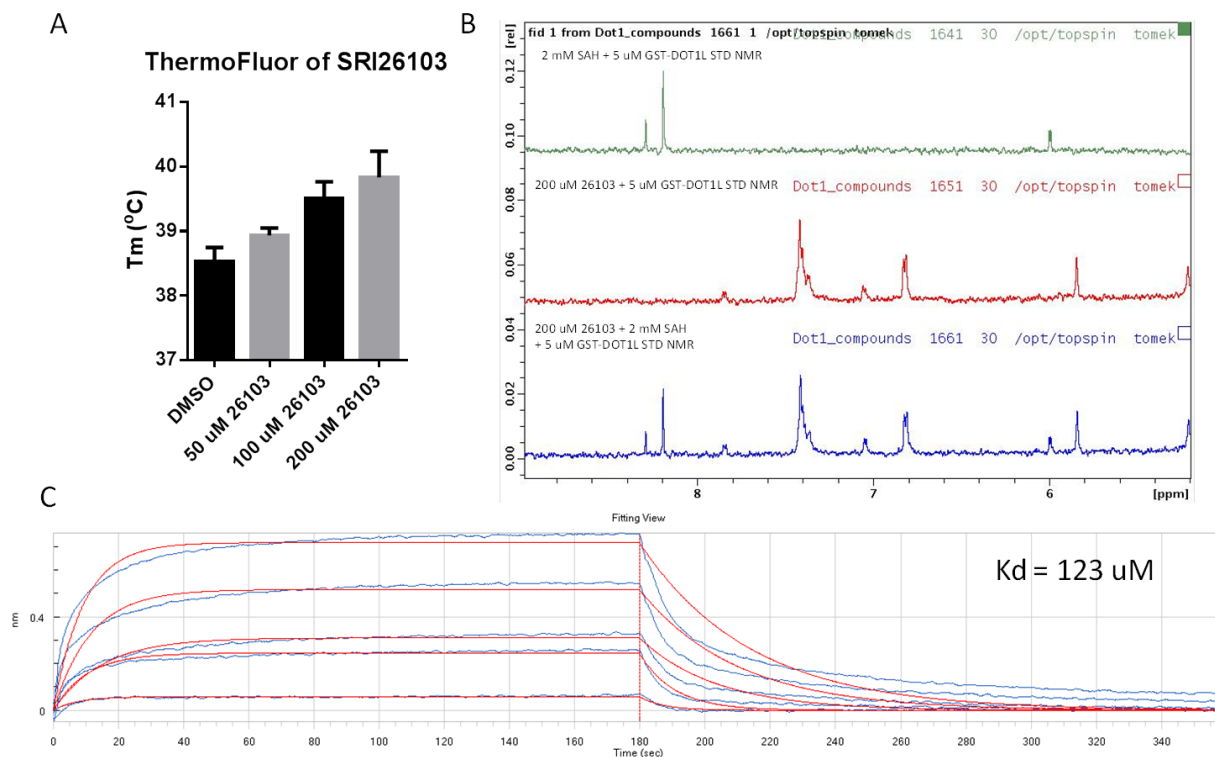 A
ThermoFluor of SRI26103
41
40
39
38
37
Tm (°C)
DMSO
50 uM 26103
100 uM 26103
200 uM 26103
B
fid 1 from Dot1_compounds 1661 1 /opt/topspin tomek
Dot1_compounds 1641 30 /opt/topspin tomek
2 mM SAH + 5 uM GST-DOT1L STD NMR
200 uM 26103 + 5 uM GST-DOT1L STD NMR
Dot1_compounds 1651 30 /opt/topspin tomek
200 uM 26103 + 2 mM SAH
+ 5 uM GST-DOT1L STD NMR
Dot1_compounds 1661 30 /opt/topspin tomek
[rel]
0.12
0.10
0.08
0.06
0.04
0.02
0.00
8 7 6 [ppm]
C
Fitting View
Kd = 123 uM
nm
0.4
0
0 20 40 60 80 100 120 140 160 180 200 220 240 260 280 300 320 340
Time (sec)